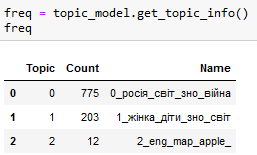 freq = topic_model.get_topic_info()
freq
Topic Count Name
0 0 775 0_росія_світ_зно_війна
1 1 203 1_жінка_діти_зно_світ
2 2 12 2_eng_map_apple_